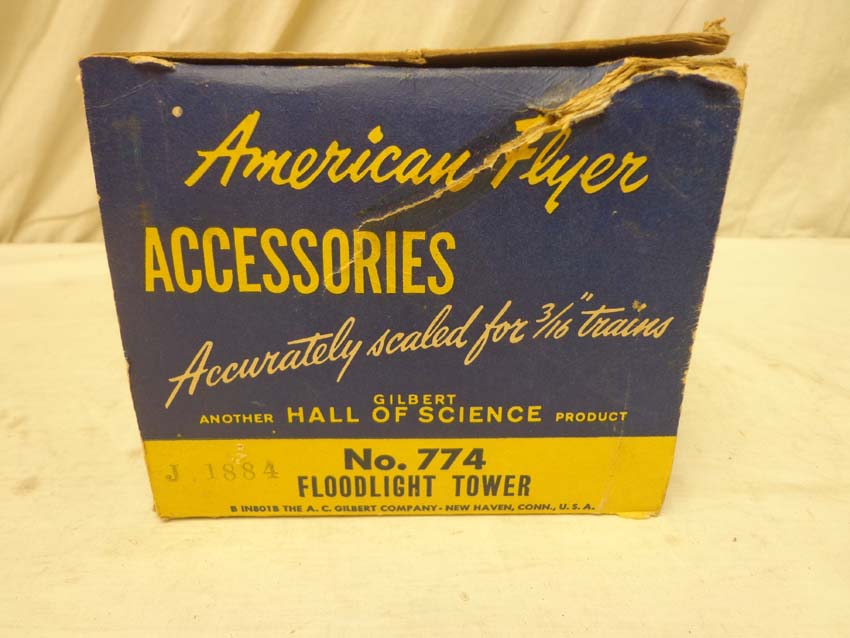 American Flyer
ACCESSORIES
Accurately scaled for 3/16" trains
GILBERT
ANOTHER HALL OF SCIENCE PRODUCT
No. 774
J 1884
FLOODLIGHT TOWER
B IN801B THE A. C. GILBERT COMPANY - NEW HAVEN, CONN., U. S. A.